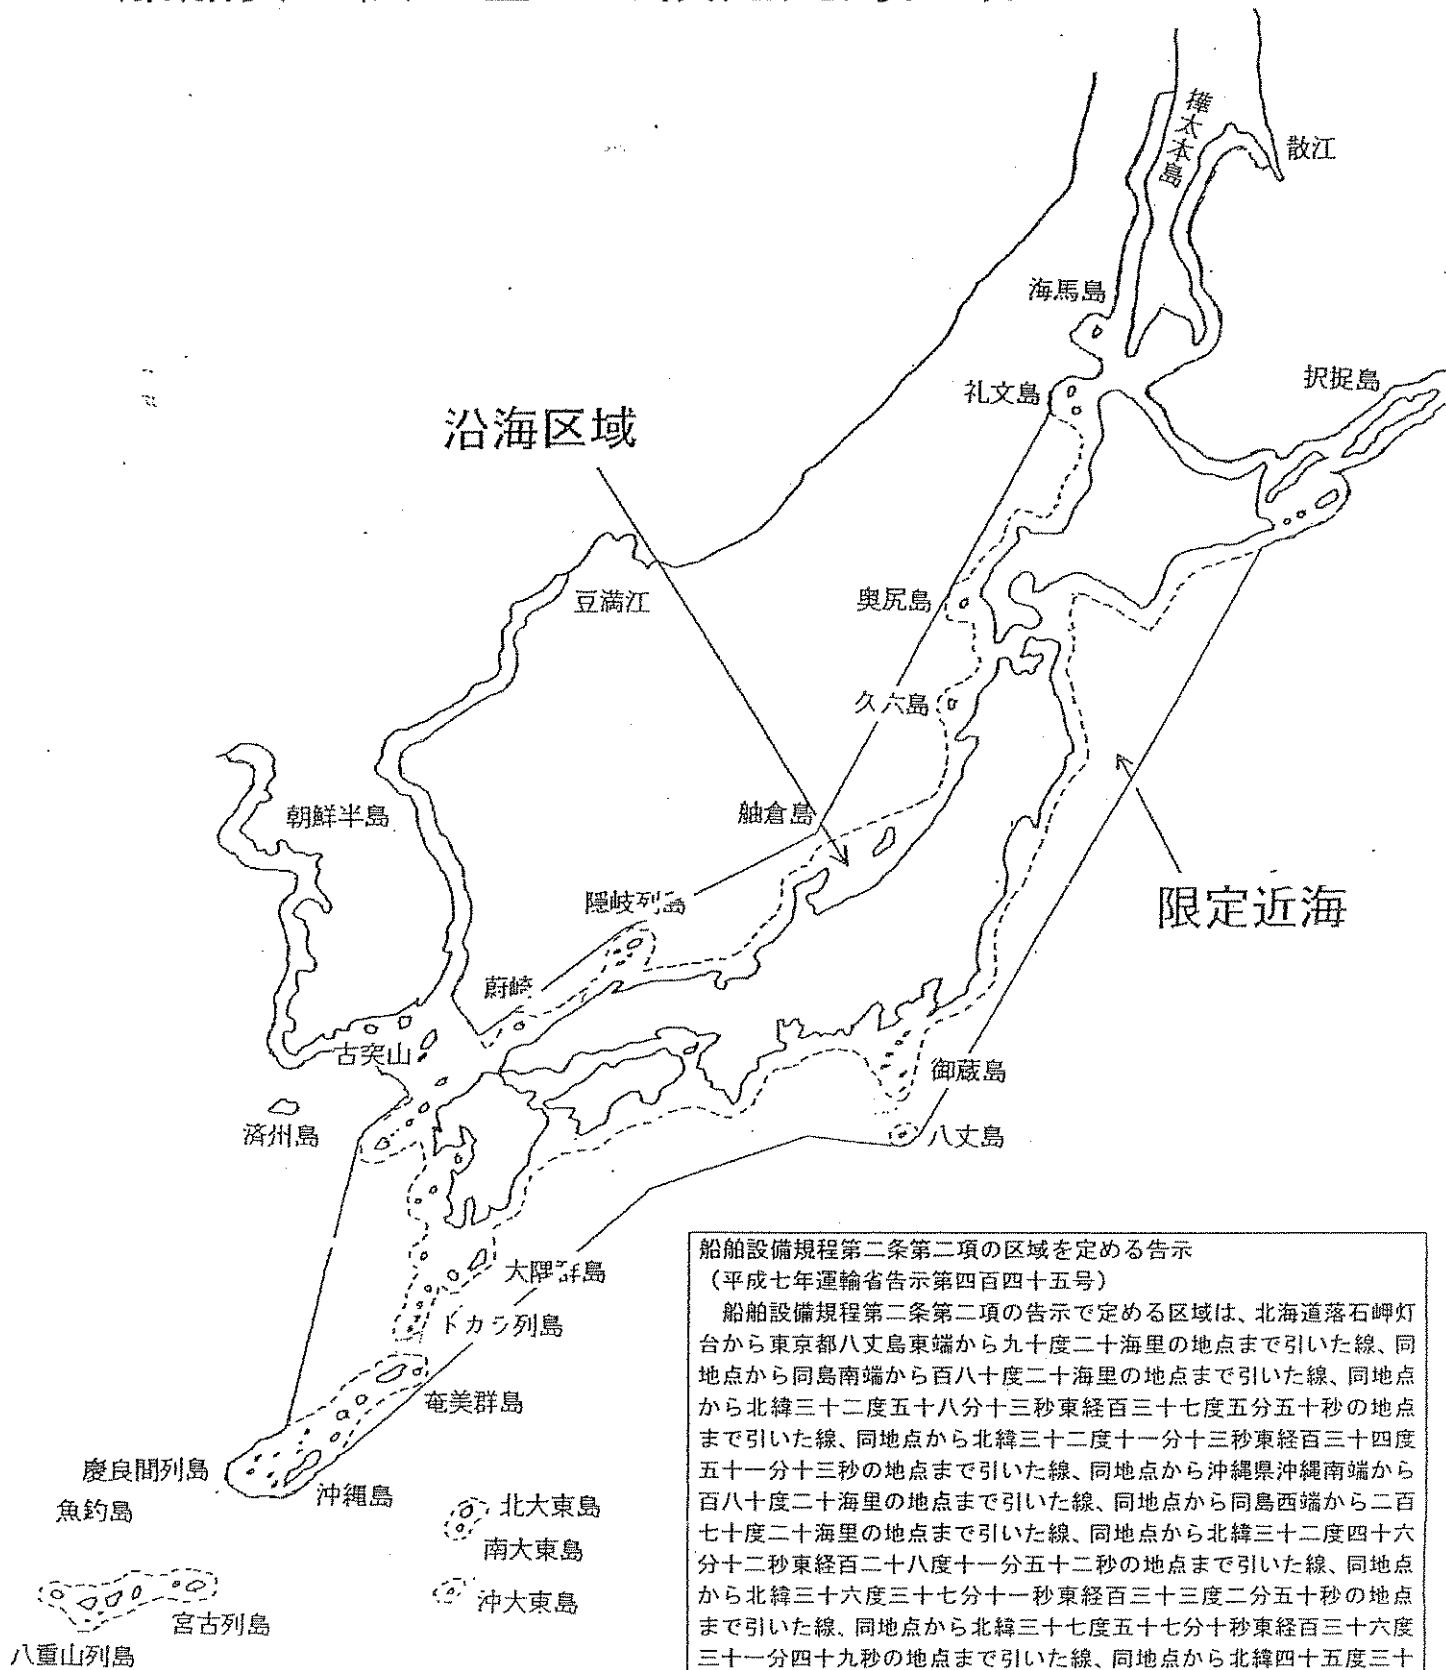 樺太本島
散江
海馬島
礼文島
択捉島
沿海区域
豆満江
奥尻島
久六島
朝鮮半島
舳倉島
限定近海
隠岐列島
蔚崎
古突山
御蔵島
済州島
八丈島
大隅群島
トカラ列島
奄美群島
慶良間列島
沖縄島
魚釣島
北大東島
南大東島
沖大東島
宮古列島
八重山列島
船舶設備規程第二条第二項の区域を定める告示
（平成七年運輸省告示第四百四十五号）
船舶設備規程第二条第二項の告示で定める区域は、北海道落石岬灯
台から東京都八丈島東端から九十度二十海里の地点まで引いた線、同
地点から同島南端から百八十度二十海里の地点まで引いた線、同地点
から北緯三十二度五十八分十三秒東経百三十七度五分五十秒の地点
まで引いた線、同地点から北緯三十二度十一分十三秒東経百三十四度
五十一分十三秒の地点まで引いた線、同地点から沖縄県沖縄南端から
百八十度二十海里の地点まで引いた線、同地点から同島西端から二百
七十度二十海里の地点まで引いた線、同地点から北緯三十二度四十六
分十二秒東経百二十八度十一分五十二秒の地点まで引いた線、同地点
から北緯三十六度三十七分十一秒東経百三十三度二分五十秒の地点
まで引いた線、同地点から北緯三十七度五十七分十秒東経百三十六度
三十一分四十九秒の地点まで引いた線、同地点から北緯四十五度三十